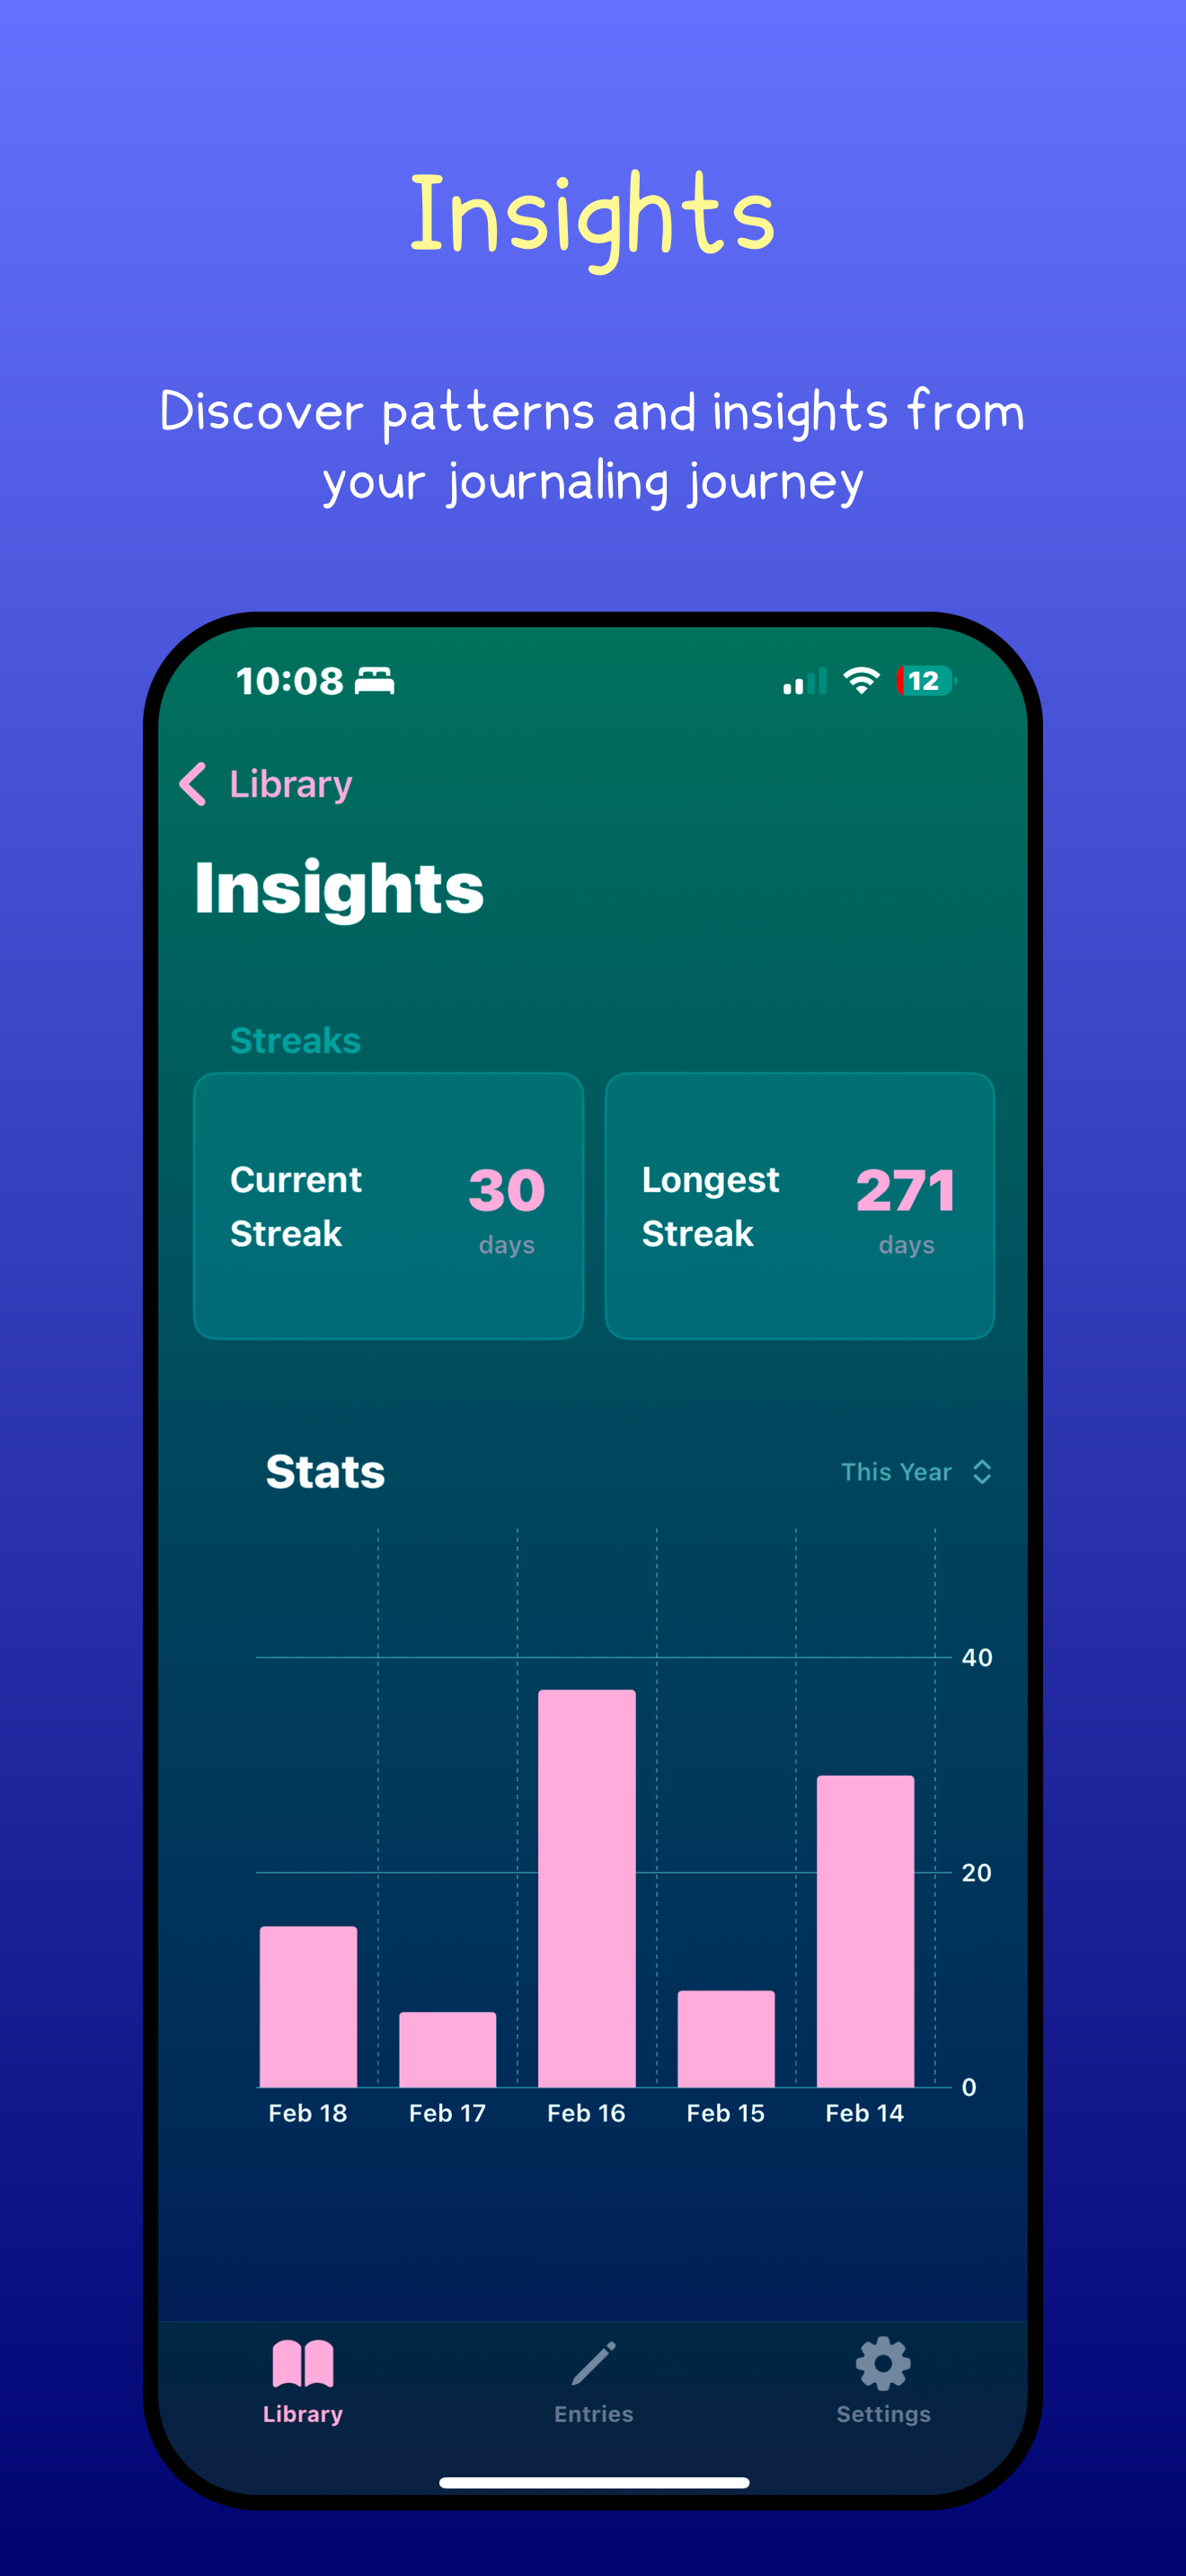 Insights
Discover patterns and insights from
your journaling journey
10:08
12
Library
Insights
Streaks
Current
Streak
30
days
Longest
Streak
271
days
Stats
This Year
40
20
0
Feb 18
Feb 17
Feb 16
Feb 15
Feb 14
Library
Entries
Settings